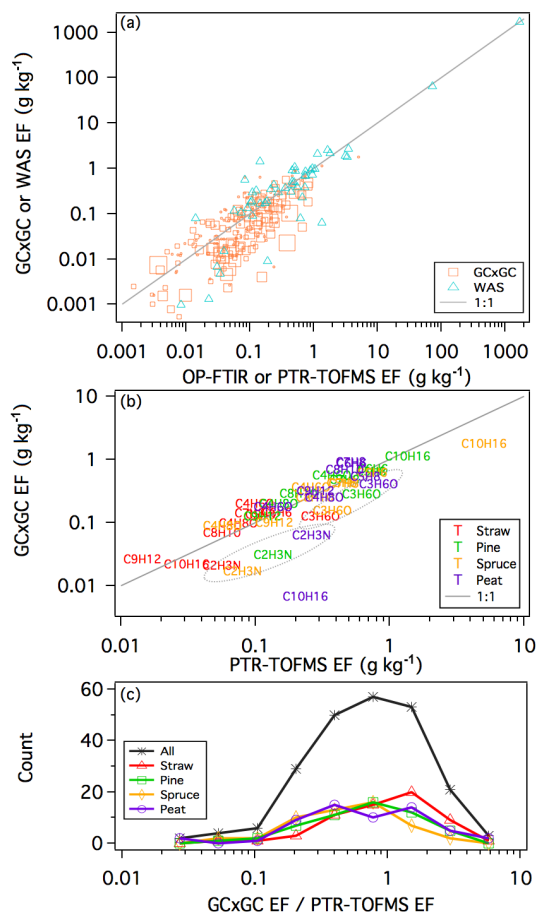 (a)
1000
100
10
1
0.1
0.01
0.001
GCxGC or WAS EF (g kg⁻¹)
GCxGC
WAS
1:1
0.001
0.01
0.1
1
10
100
1000
OP-FTIR or PTR-TOFMS EF (g kg⁻¹)
(b)
10
1
0.1
0.01
GCxGC EF (g kg⁻¹)
C10H16
C10H16
C3H6O
C3H6O
C9H12
C3H6O
C3H6O
C9H12
C8H10
C2H3N
C2H3N
C9H12
C10H16
C2H3N
C2H3N
C10H16
Straw
Pine
Spruce
Peat
1:1
0.01
0.1
1
10
PTR-TOFMS EF (g kg⁻¹)
(c)
60
40
20
0
Count
All
Straw
Pine
Spruce
Peat
0.01
0.1
1
10
GCxGC EF / PTR-TOFMS EF